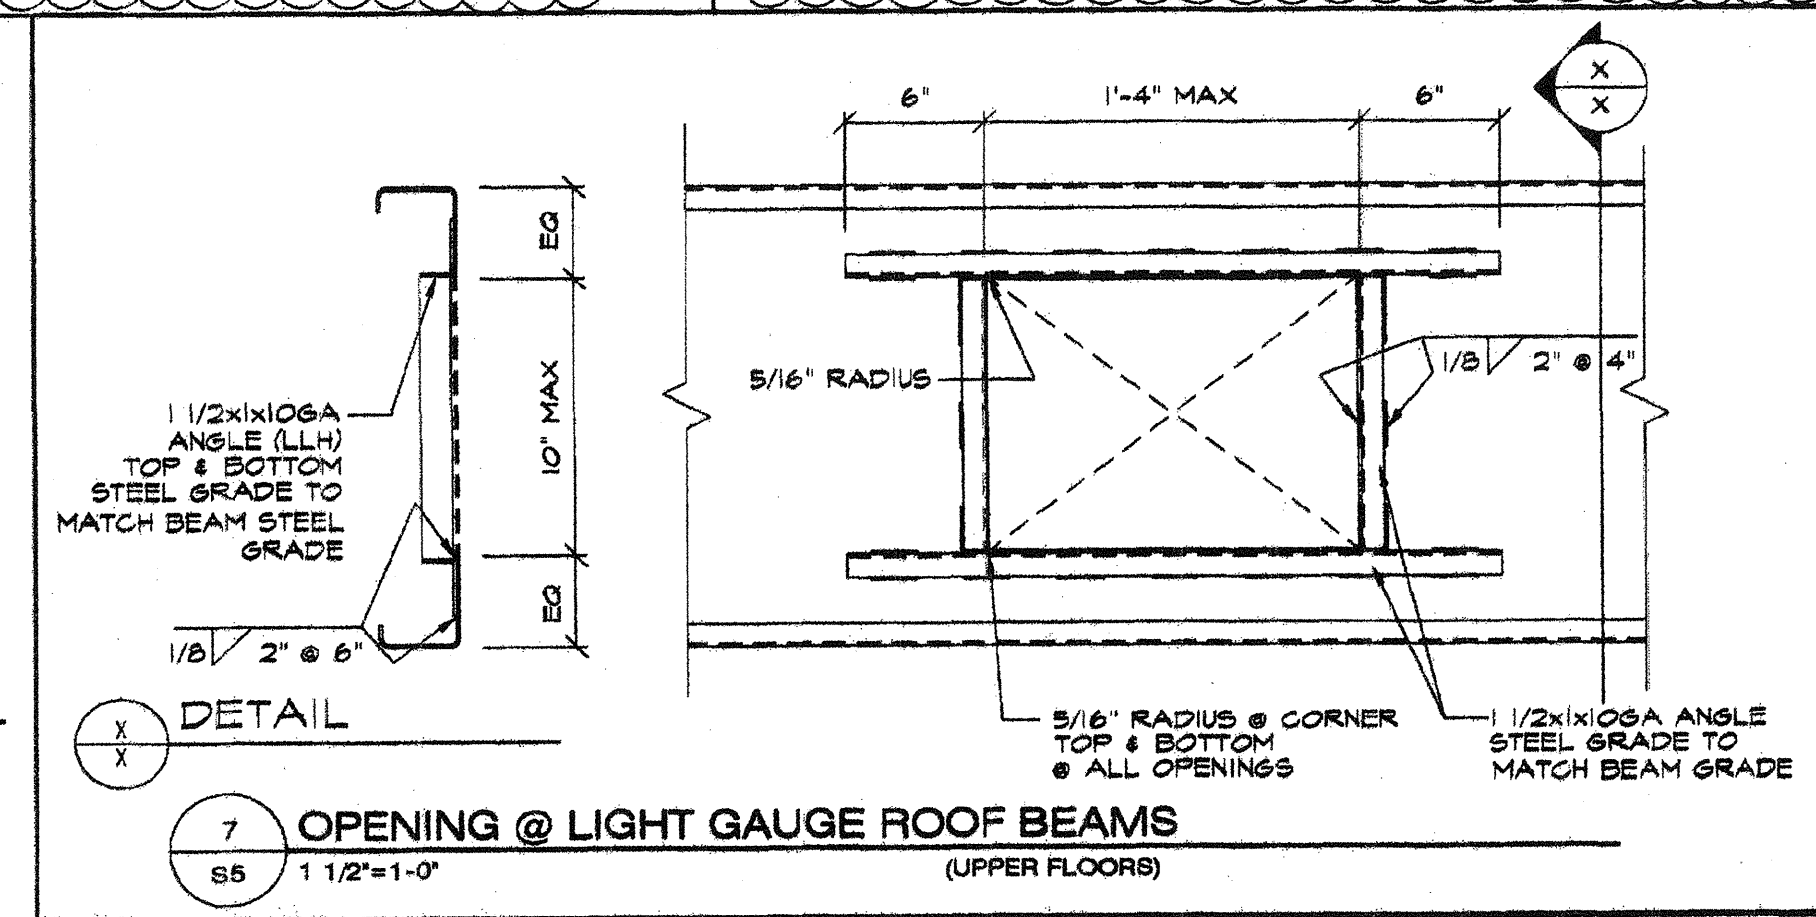 6"
1'-4" MAX
6"
X
X
EQ
10" MAX
EQ
1 1/2x1x10GA
ANGLE (LLH)
TOP & BOTTOM
STEEL GRADE TO
MATCH BEAM STEEL
GRADE
1/8 2" @ 6"
5/16" RADIUS
1/8 2" @ 4"
X
X
DETAIL
5/16" RADIUS @ CORNER
TOP & BOTTOM
@ ALL OPENINGS
1 1/2x1x10GA ANGLE
STEEL GRADE TO
MATCH BEAM GRADE
7
S5
OPENING @ LIGHT GAUGE ROOF BEAMS
1 1/2"=1-0"
(UPPER FLOORS)